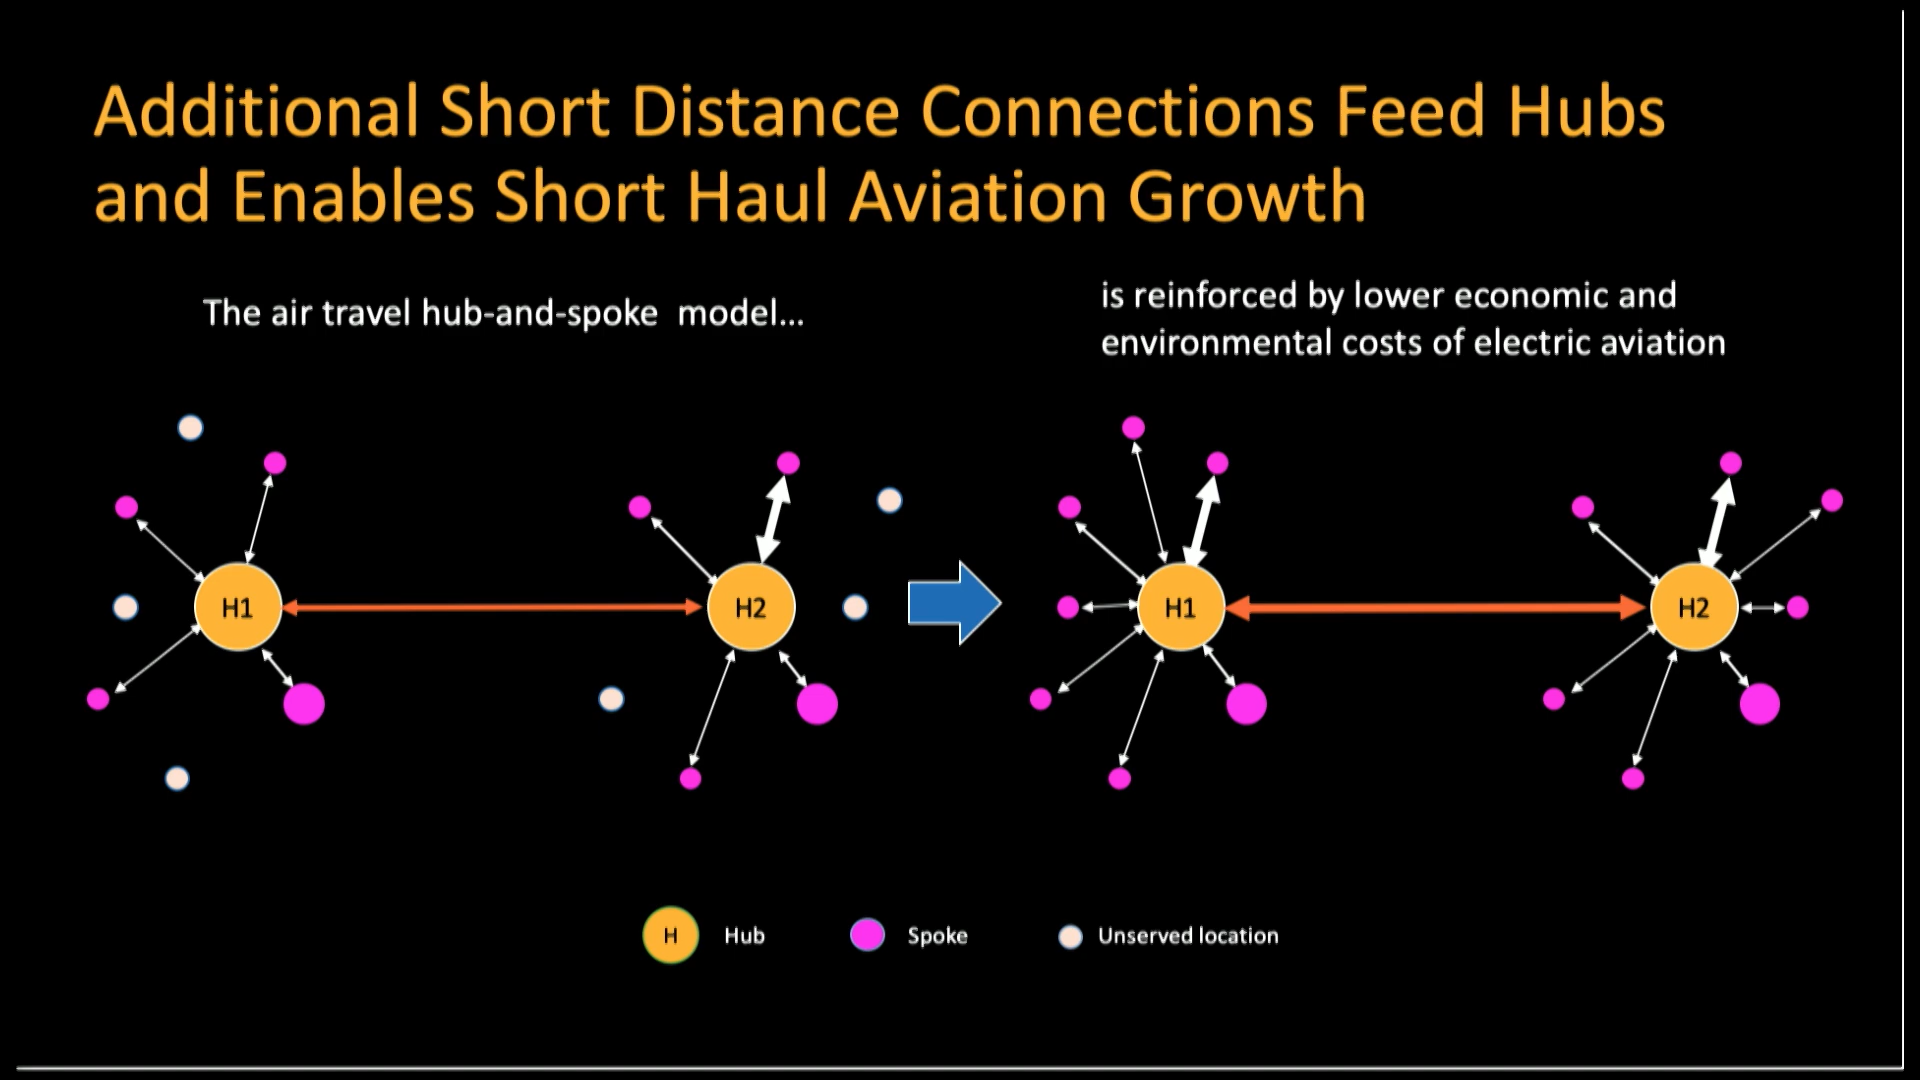 Additional Short Distance Connections Feed Hubs
and Enables Short Haul Aviation Growth
The air travel hub-and-spoke model...
is reinforced by lower economic and
environmental costs of electric aviation
H1
H2
H1
H2
H Hub Spoke Unserved location